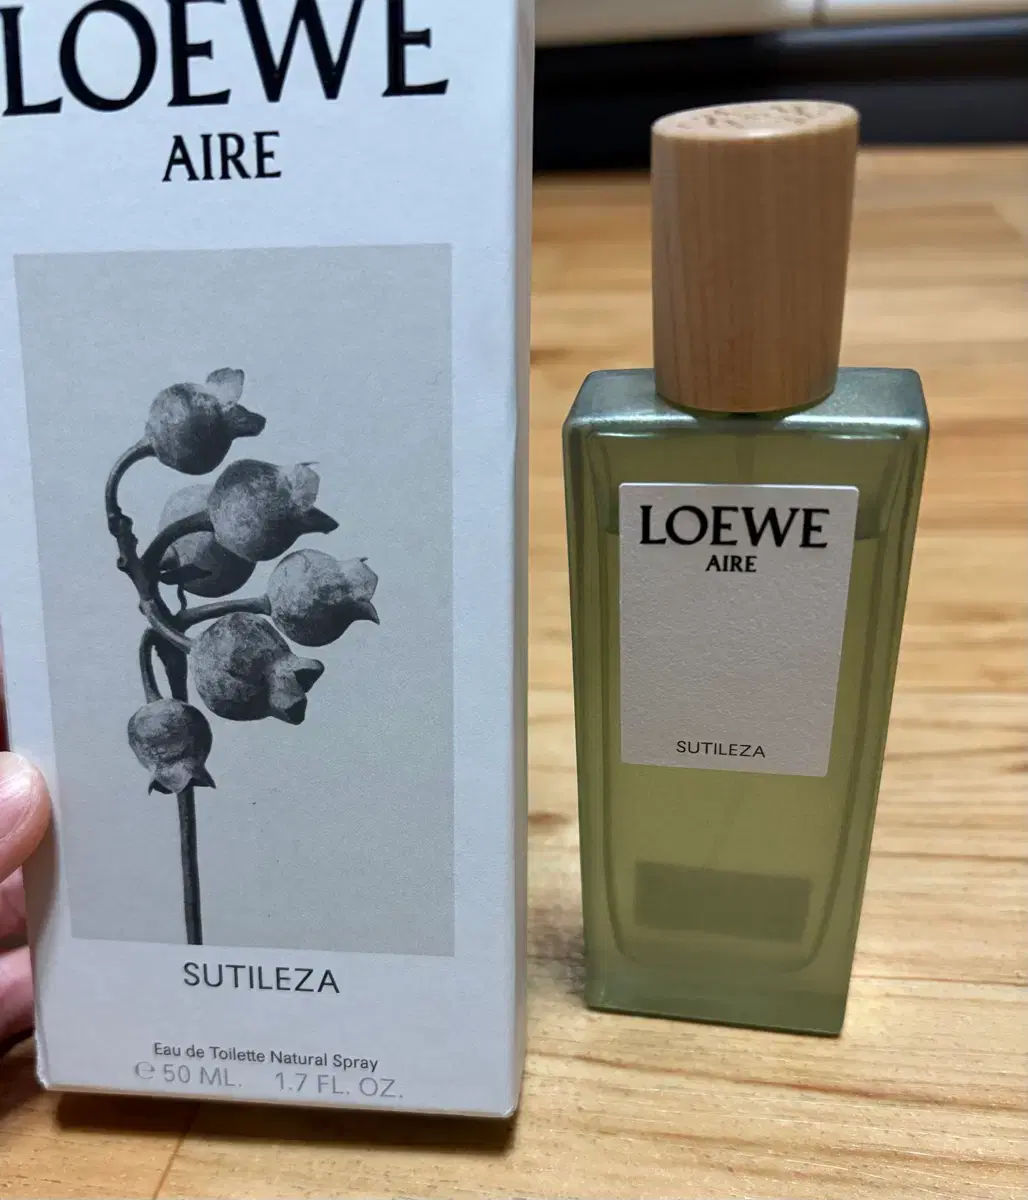 LOEWE
AIRE
SUTILEZA
Eau de Toilette Natural Spray
℮ 50 ML. 1.7 FL. OZ.
LOEWE
AIRE
SUTILEZA